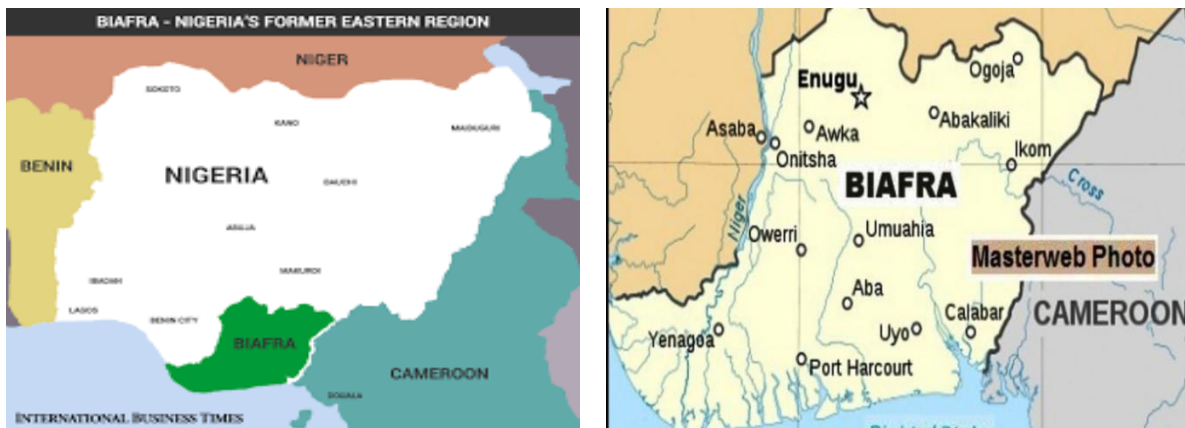 BIAFRA - NIGERIA'S FORMER EASTERN REGION
NIGER
SOKOTO
KANO
MAIDUGURI
BENIN
NIGERIA
BAUCHI
ABUJA
MAKURDI
IBADAN
LAGOS
BENIN CITY
BIAFRA
CAMEROON
DOUALA
INTERNATIONAL BUSINESS TIMES
Ogoja
Enugu
Abakaliki
Asaba
Awka
Onitsha
Ikom
BIAFRA
Cross
Niger
Owerri
Umuahia
Masterweb Photo
Aba
Calabar
CAMEROON
Yenagoa
Uyo
Port Harcourt